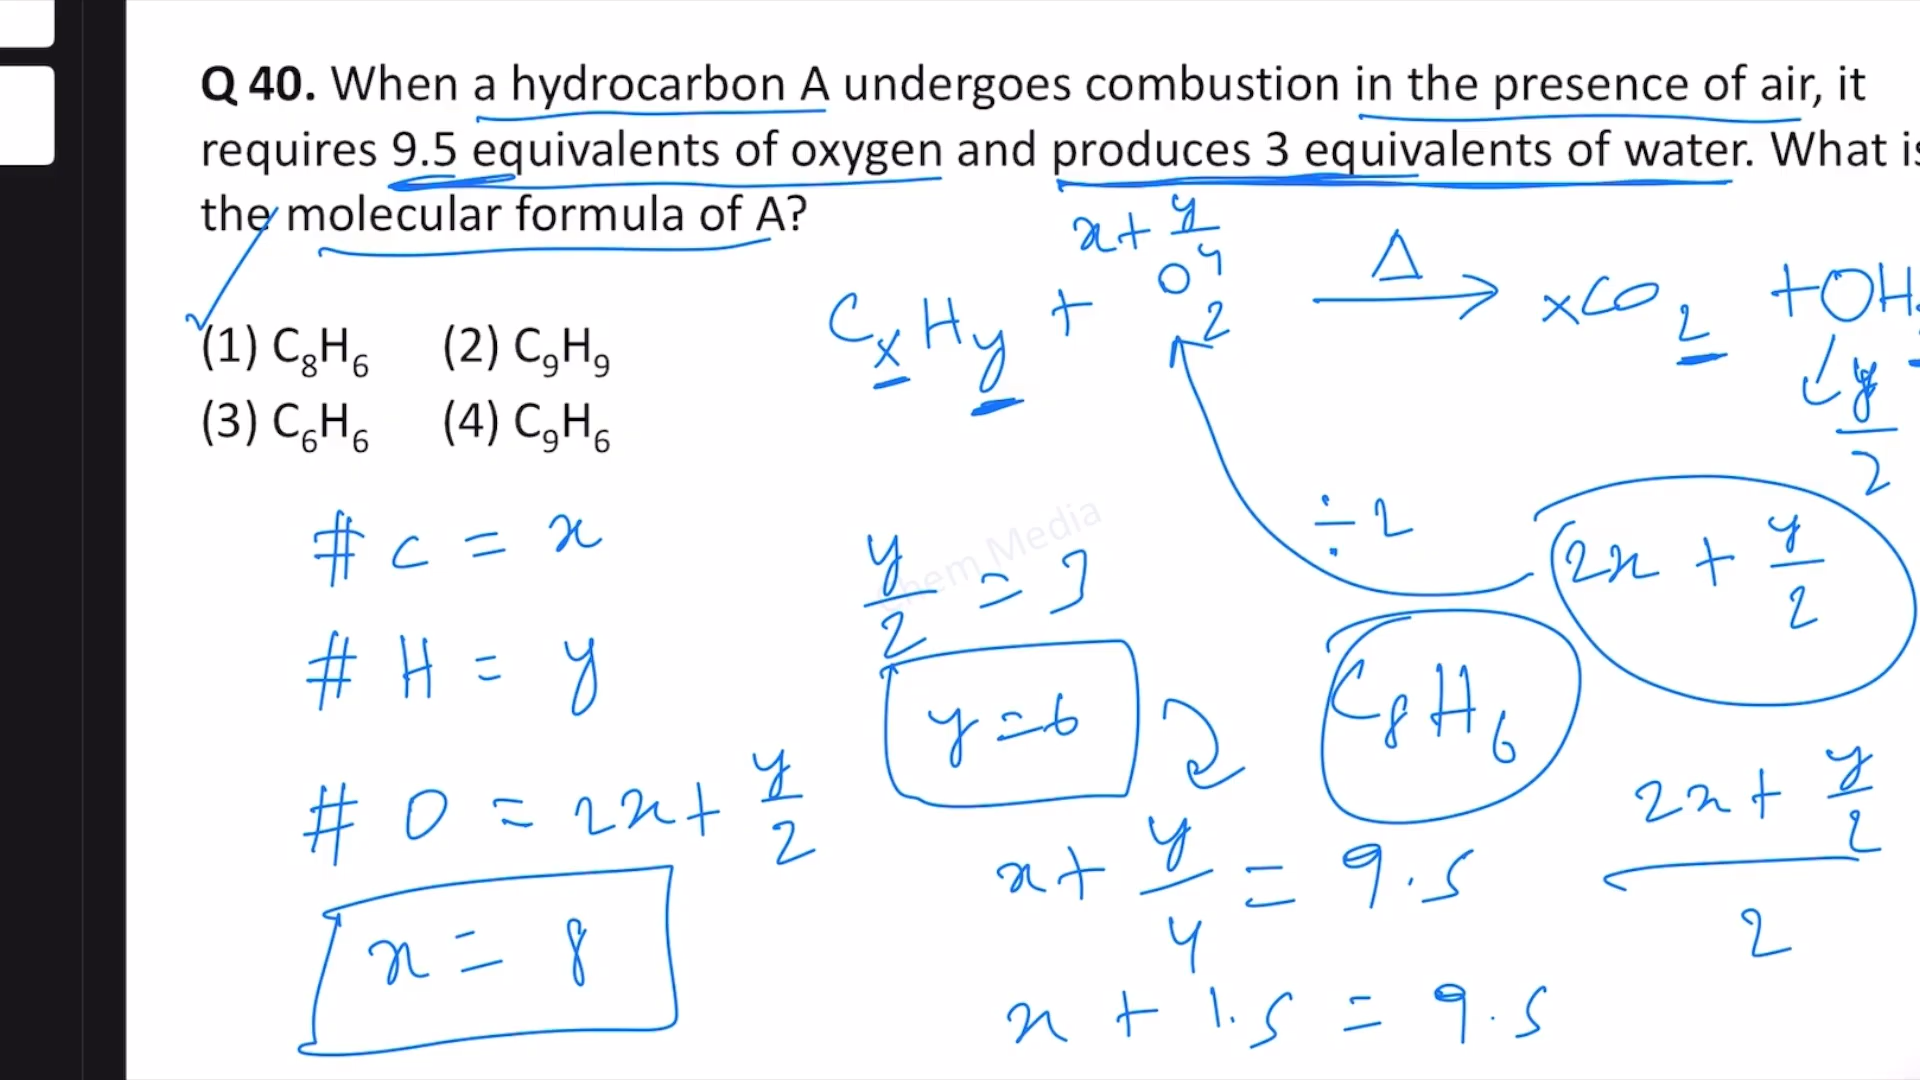 Q 40. When a hydrocarbon A undergoes combustion in the presence of air, it
requires 9.5 equivalents of oxygen and produces 3 equivalents of water. What is
the molecular formula of A?
(1) C₈H₆ (2) C₉H₉
(3) C₆H₆ (4) C₉H₆
x + y/4
CxHy + O₂ Δ → xCO₂ + OH₂
y/2
÷2
2x + y/2
# C = x
# H = y
# O = 2x + y/2
x = 8
y/2 = 3
y = 6
C₈H₆
x + y/4 = 9.5
x + 1.5 = 9.5
2x + y/2
2
Chem Media